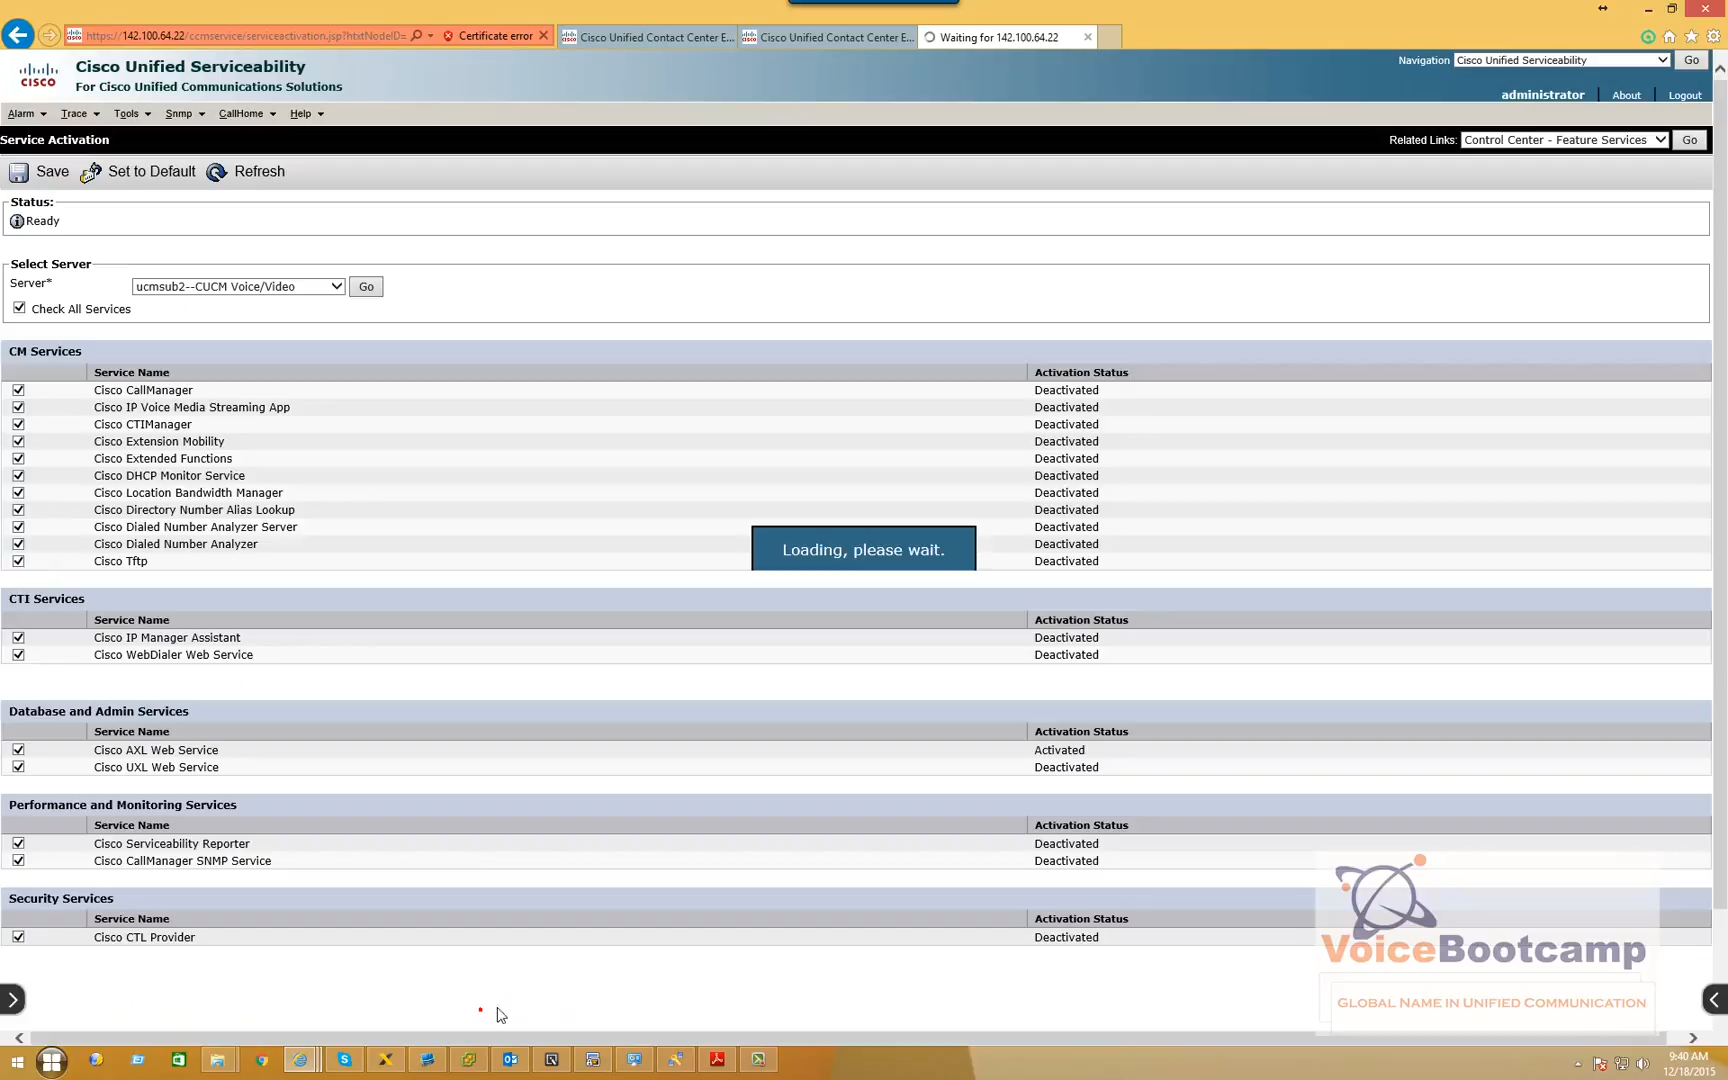 https://142.100.64.22/ccmservice/serviceactivation.jsp?htxtNodeID= Certificate error Cisco Unified Contact Center E... Cisco Unified Contact Center E... Waiting for 142.100.64.22
CISCO
Cisco Unified Serviceability
For Cisco Unified Communications Solutions
Navigation Cisco Unified Serviceability Go
administrator About Logout
Alarm Trace Tools Snmp CallHome Help
Service Activation
Related Links: Control Center - Feature Services Go
Save Set to Default Refresh
Status:
Ready
Select Server
Server* ucmsub2--CUCM Voice/Video Go
Check All Services
CM Services
Service Name Activation Status
Cisco CallManager Deactivated
Cisco IP Voice Media Streaming App Deactivated
Cisco CTIManager Deactivated
Cisco Extension Mobility Deactivated
Cisco Extended Functions Deactivated
Cisco DHCP Monitor Service Deactivated
Cisco Location Bandwidth Manager Deactivated
Cisco Directory Number Alias Lookup Deactivated
Cisco Dialed Number Analyzer Server Deactivated
Cisco Dialed Number Analyzer Deactivated
Cisco Tftp Deactivated
Loading, please wait.
CTI Services
Service Name Activation Status
Cisco IP Manager Assistant Deactivated
Cisco WebDialer Web Service Deactivated
Database and Admin Services
Service Name Activation Status
Cisco AXL Web Service Activated
Cisco UXL Web Service Deactivated
Performance and Monitoring Services
Service Name Activation Status
Cisco Serviceability Reporter Deactivated
Cisco CallManager SNMP Service Deactivated
Security Services
Service Name Activation Status
Cisco CTL Provider Deactivated
VoiceBootcamp
GLOBAL NAME IN UNIFIED COMMUNICATION
9:40 AM
12/18/2015